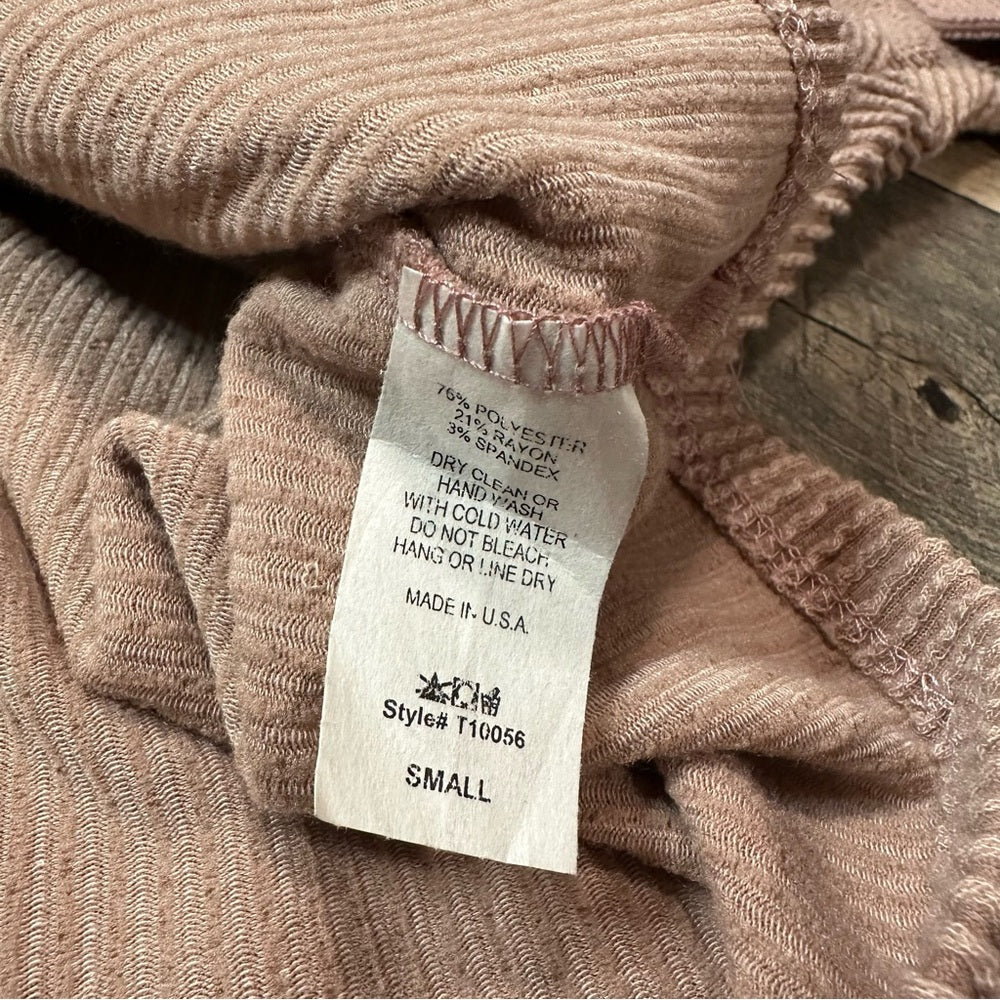 76% POLYESTER
21% RAYON
3% SPANDEX
DRY CLEAN OR
HAND WASH
WITH COLD WATER
DO NOT BLEACH
HANG OR LINE DRY
MADE IN U.S.A.
Style# T10056
SMALL